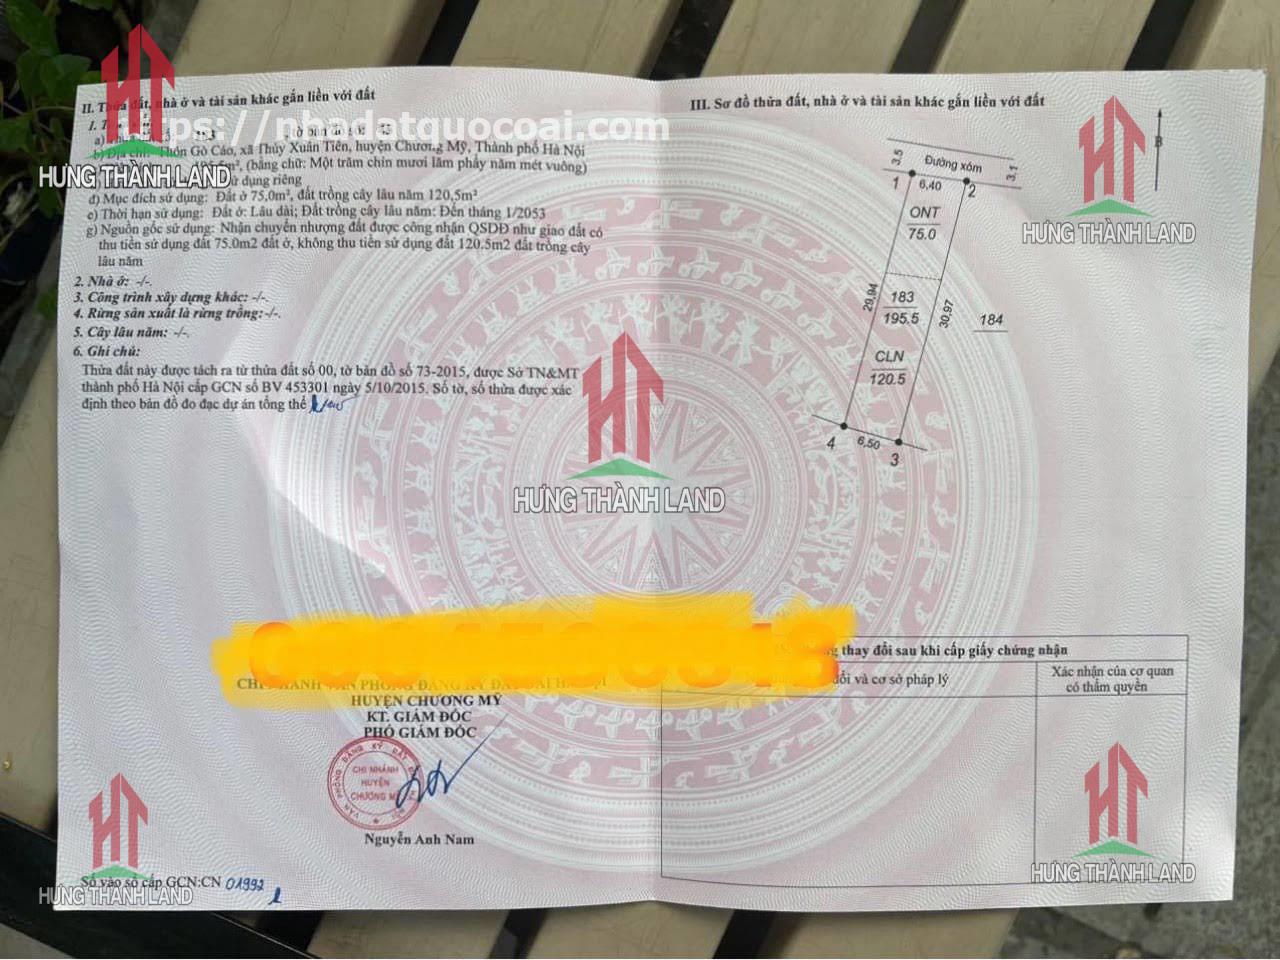 II. Thửa đất, nhà ở và tài sản khác gắn liền với đất
https://nhadatquocoai.com
b) Địa chỉ: Thôn Gò Cáo, xã Thủy Xuân Tiên, huyện Chương Mỹ, Thành phố Hà Nội
(bằng chữ: Một trăm chín mươi lăm phẩy năm mét vuông)
Sử dụng riêng
đ) Mục đích sử dụng: Đất ở 75,0m², đất trồng cây lâu năm 120,5m²
e) Thời hạn sử dụng: Đất ở: Lâu dài; Đất trồng cây lâu năm: Đến tháng 1/2053
g) Nguồn gốc sử dụng: Nhận chuyển nhượng đất được công nhận QSDĐ như giao đất có
thu tiền sử dụng đất 75.0m2 đất ở, không thu tiền sử dụng đất 120.5m2 đất trồng cây
lâu năm
2. Nhà ở: -/-.
3. Công trình xây dựng khác: -/-.
4. Rừng sản xuất là rừng trồng:-/-.
5. Cây lâu năm: -/-.
6. Ghi chú:
Thửa đất này được tách ra từ thửa đất số 00, tờ bản đồ số 73-2015, được Sở TN&MT
thành phố Hà Nội cấp GCN số BV 453301 ngày 5/10/2015. Số tờ, số thửa được xác
định theo bản đồ đo đạc dự án tổng thể
HUYỆN CHƯƠNG MỸ
KT. GIÁM ĐỐC
PHÓ GIÁM ĐỐC
CHI NHÁNH
HUYỆN
CHƯƠNG MỸ
Nguyễn Anh Nam
Số vào sổ cấp GCN:CN 01992
III. Sơ đồ thửa đất, nhà ở và tài sản khác gắn liền với đất
B
3.5
Đường xóm
3.1
1
6,40
2
ONT
75.0
29,94
183
195.5
30,97
184
CLN
120.5
4
6,50
3
thay đổi sau khi cấp giấy chứng nhận
đổi và cơ sở pháp lý
Xác nhận của cơ quan
có thẩm quyền
HƯNG THÀNH LAND
HƯNG THÀNH LAND
HƯNG THÀNH LAND
HƯNG THÀNH LAND
HƯNG THÀNH LAND